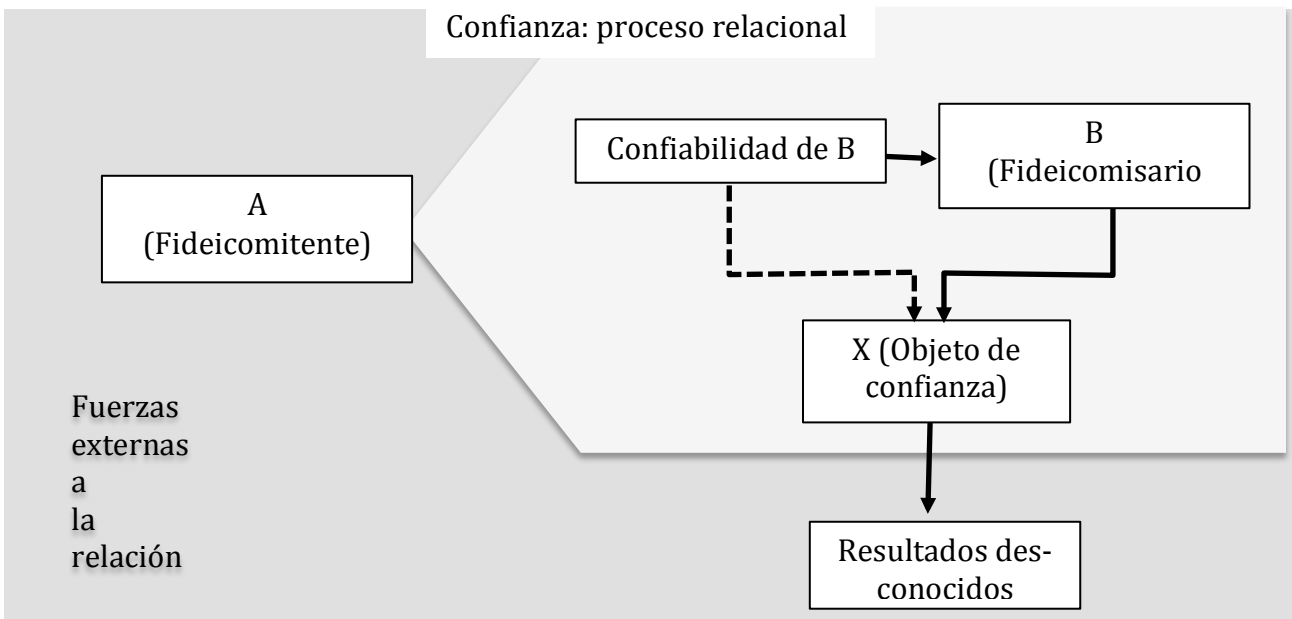 Confianza: proceso relacional
Confiabilidad de B
B
(Fideicomisario
A
(Fideicomitente)
X (Objeto de
confianza)
Fuerzas
externas
a
la
relación
Resultados des-
conocidos